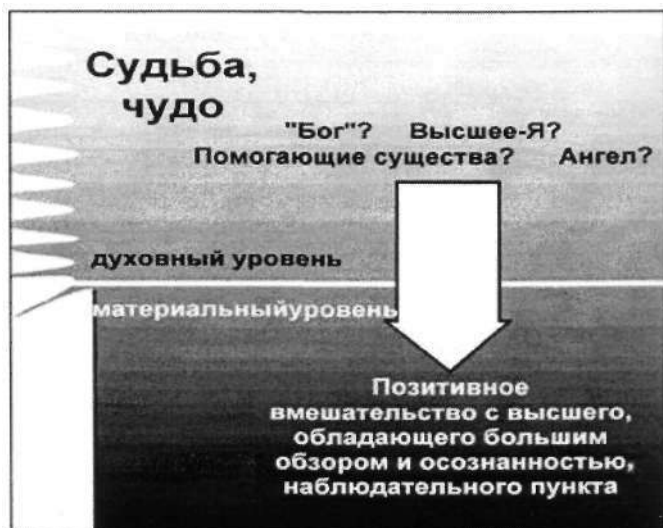 Судьба,
чудо
"Бог"? Высшее-Я?
Помогающие существа? Ангел?
духовный уровень
материальныйуровень
Позитивное
вмешательство с высшего,
обладающего большим
обзором и осознанностью,
наблюдательного пункта